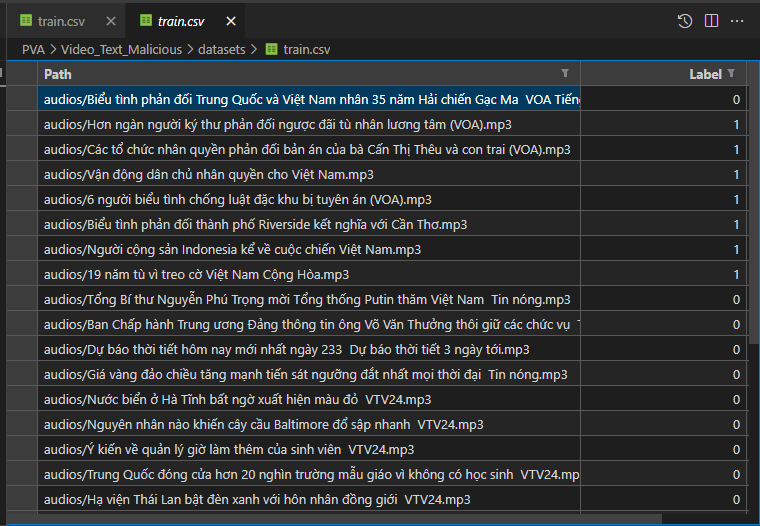 train.csv
train.csv
PVA > Video_Text_Malicious > datasets > train.csv
Path Label
audios/Biểu tình phản đối Trung Quốc và Việt Nam nhân 35 năm Hải chiến Gạc Ma  VOA Tiếng 0
audios/Hơn ngàn người ký thư phản đối ngược đãi tù nhân lương tâm (VOA).mp3 1
audios/Các tổ chức nhân quyền phản đối bản án của bà Cấn Thị Thêu và con trai (VOA).mp3 1
audios/Vận động dân chủ nhân quyền cho Việt Nam.mp3 1
audios/6 người biểu tình chống luật đặc khu bị tuyên án (VOA).mp3 1
audios/Biểu tình phản đối thành phố Riverside kết nghĩa với Cần Thơ.mp3 1
audios/Người cộng sản Indonesia kể về cuộc chiến Việt Nam.mp3 1
audios/19 năm tù vì treo cờ Việt Nam Cộng Hòa.mp3 1
audios/Tổng Bí thư Nguyễn Phú Trọng mời Tổng thống Putin thăm Việt Nam  Tin nóng.mp3 0
audios/Ban Chấp hành Trung ương Đảng thông tin ông Võ Văn Thưởng thôi giữ các chức vụ 0
audios/Dự báo thời tiết hôm nay mới nhất ngày 233  Dự báo thời tiết 3 ngày tới.mp3 0
audios/Giá vàng đảo chiều tăng mạnh tiến sát ngưỡng đắt nhất mọi thời đại  Tin nóng.mp3 0
audios/Nước biển ở Hà Tĩnh bất ngờ xuất hiện màu đỏ  VTV24.mp3 0
audios/Nguyên nhân nào khiến cây cầu Baltimore đổ sập nhanh  VTV24.mp3 0
audios/Ý kiến về quản lý giờ làm thêm của sinh viên  VTV24.mp3 0
audios/Trung Quốc đóng cửa hơn 20 nghìn trường mẫu giáo vì không có học sinh  VTV24.mp 0
audios/Hạ viện Thái Lan bật đèn xanh với hôn nhân đồng giới  VTV24.mp3 0